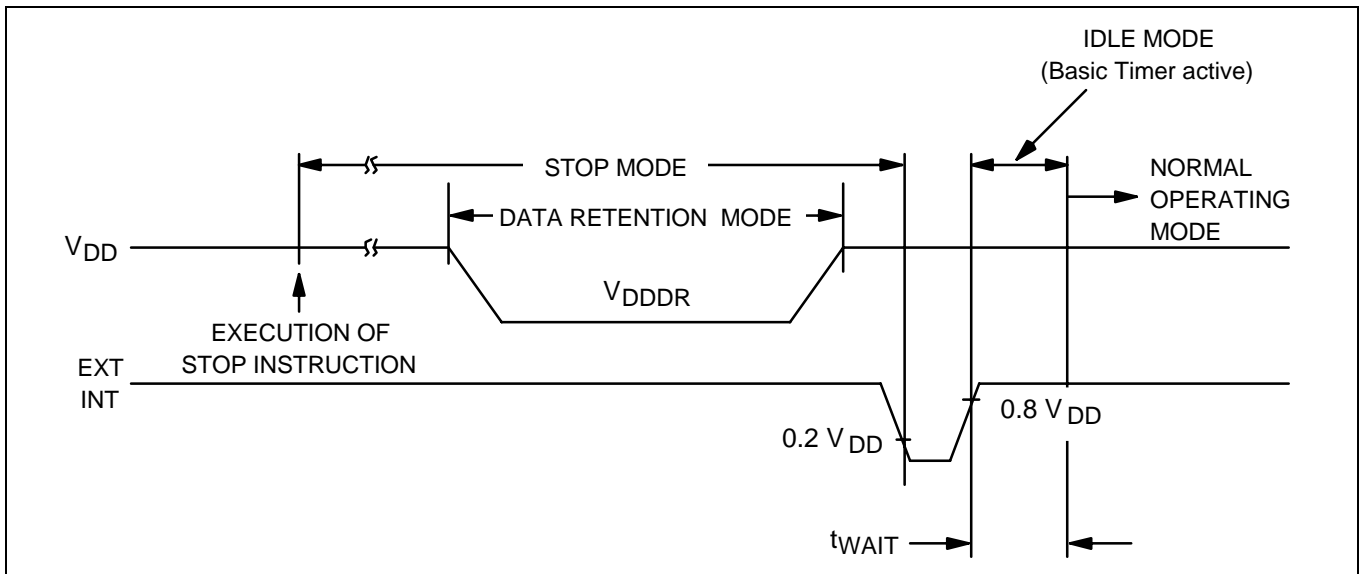 IDLE MODE
(Basic Timer active)
STOP MODE
NORMAL
OPERATING
MODE
DATA RETENTION MODE
VDD
VDDDR
EXECUTION OF
STOP INSTRUCTION
EXT
INT
0.8 VDD
0.2 VDD
tWAIT